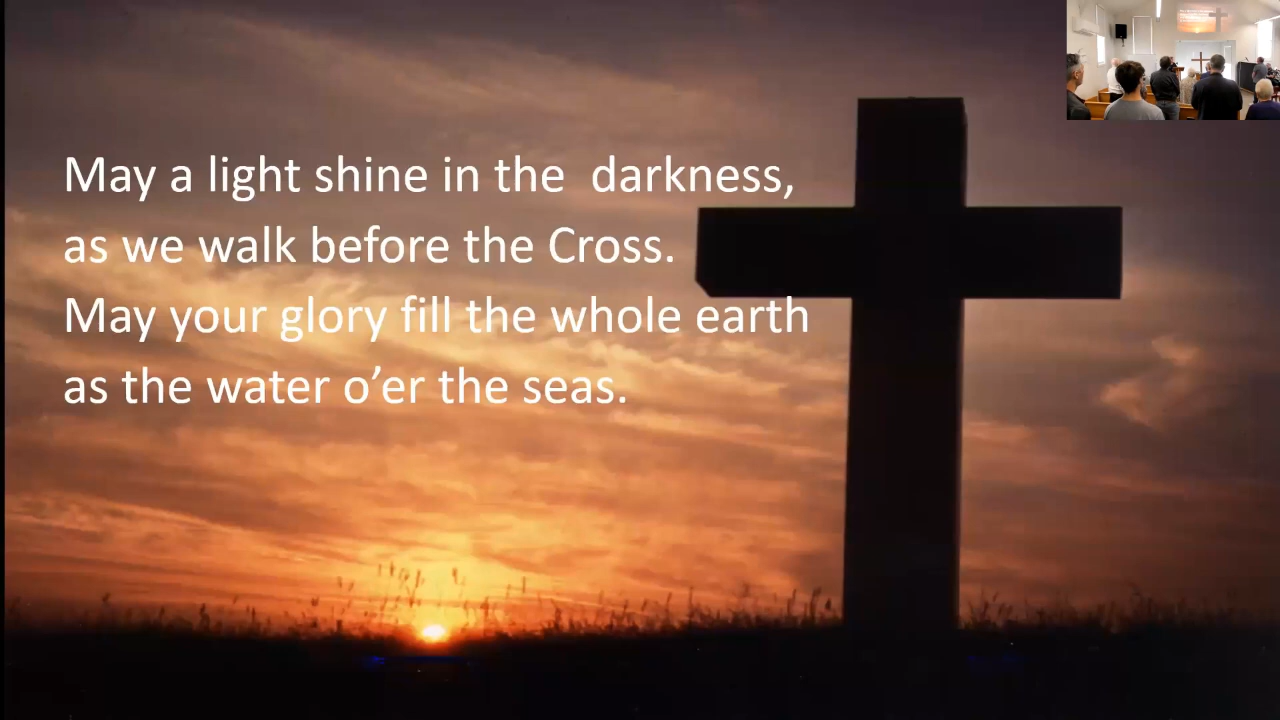 May a light shine in the  darkness,
as we walk before the Cross.
May your glory fill the whole earth
as the water o’er the seas.